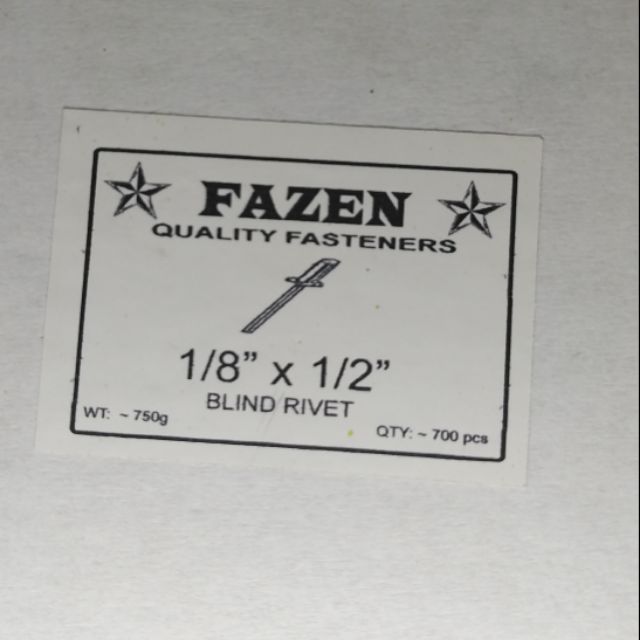 FAZEN
QUALITY FASTENERS
1/8” x 1/2”
BLIND RIVET
WT: ~ 750g
QTY: ~ 700 pcs